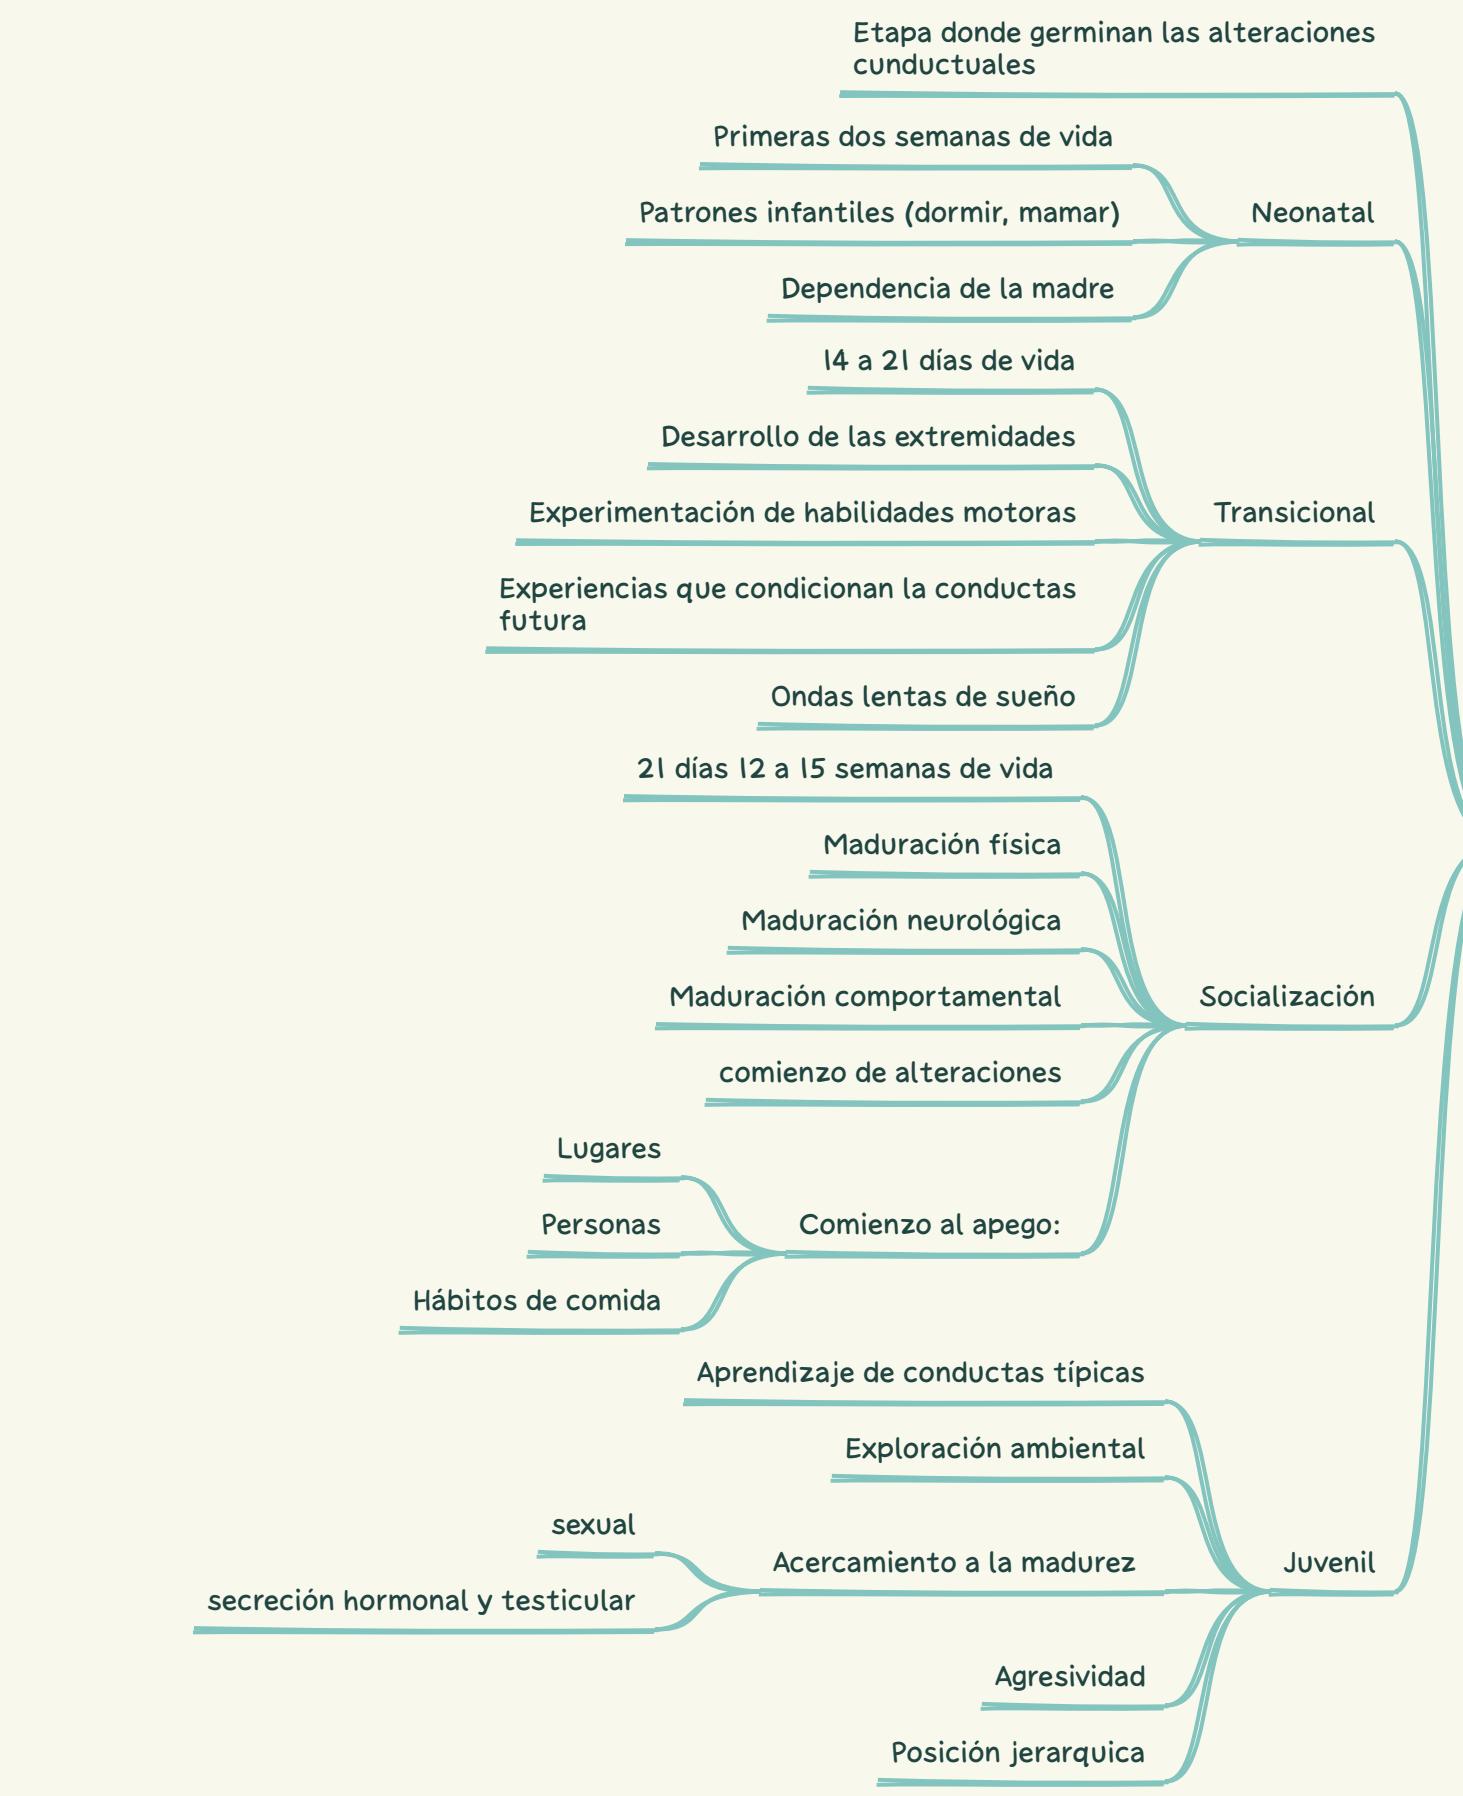 Etapa donde germinan las alteraciones
cunductuales
Primeras dos semanas de vida
Patrones infantiles (dormir, mamar)
Neonatal
Dependencia de la madre
14 a 21 días de vida
Desarrollo de las extremidades
Experimentación de habilidades motoras
Transicional
Experiencias que condicionan la conductas
futura
Ondas lentas de sueño
21 días 12 a 15 semanas de vida
Maduración física
Maduración neurológica
Maduración comportamental
Socialización
comienzo de alteraciones
Lugares
Personas
Comienzo al apego:
Hábitos de comida
Aprendizaje de conductas típicas
Exploración ambiental
sexual
Acercamiento a la madurez
Juvenil
secreción hormonal y testicular
Agresividad
Posición jerarquica